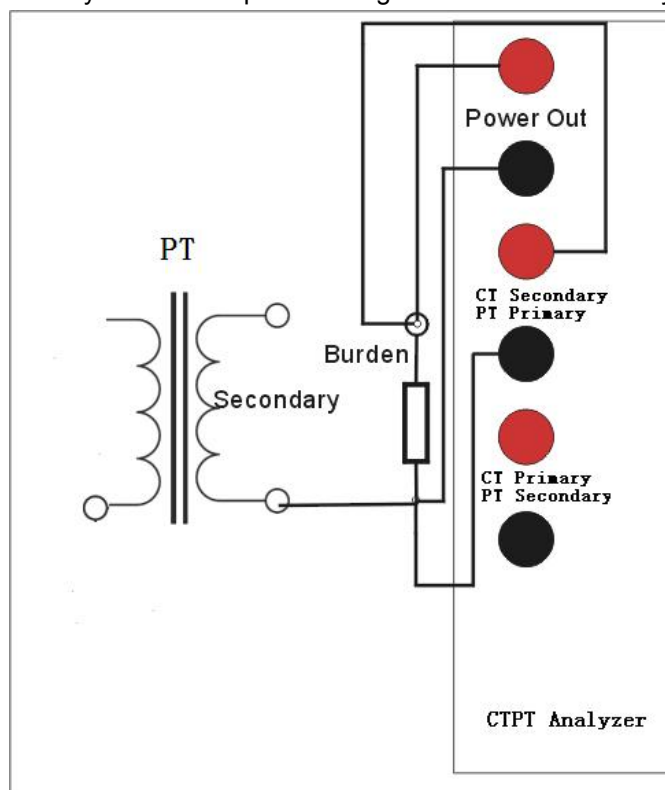 Power Out
PT
CT Secondary
PT Primary
Burden
Secondary
CT Primary
PT Secondary
CTPT Analyzer